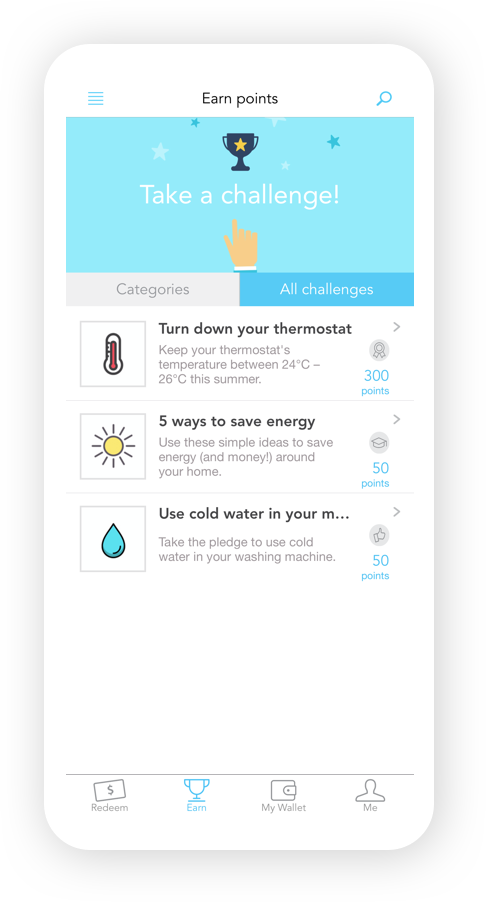 Earn points
Take a challenge!
Categories
All challenges
Turn down your thermostat
Keep your thermostat's
temperature between 24°C –
26°C this summer.
300
points
5 ways to save energy
Use these simple ideas to save
energy (and money!) around
your home.
50
points
Use cold water in your m...
Take the pledge to use cold
water in your washing machine.
50
points
$
Redeem
Earn
My Wallet
Me